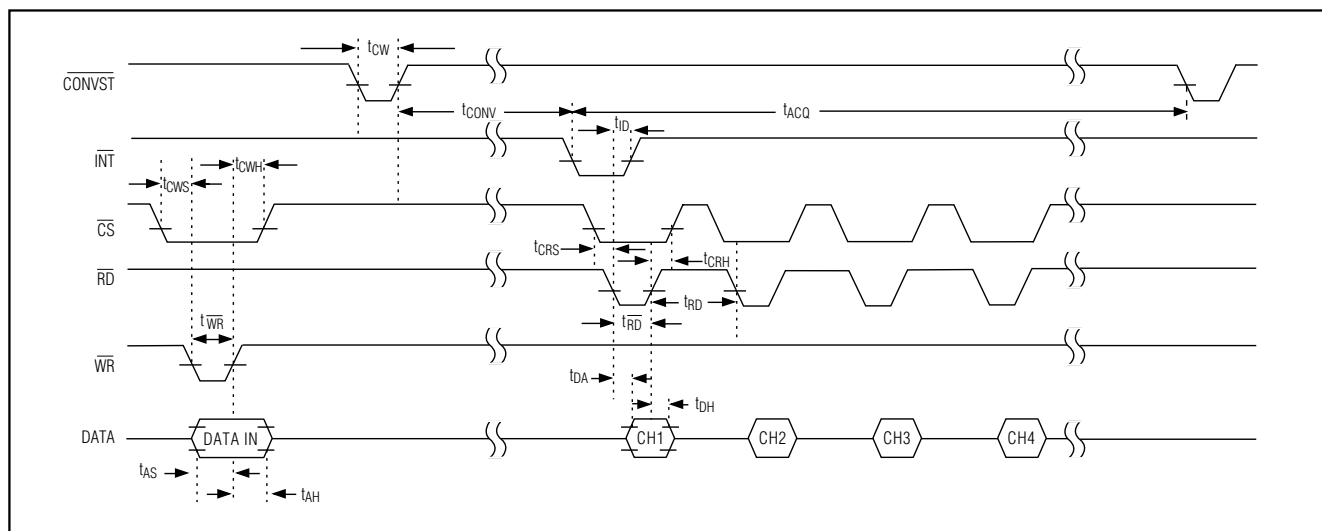 tCW
CONVST
tCONV
tACQ
tID
INT
tCWH
tCWS
CS
tCRS
tCRH
RD
tRD
tRD
tWR
WR
tDA
tDH
DATA
DATA IN
CH1
CH2
CH3
CH4
tAS
tAH